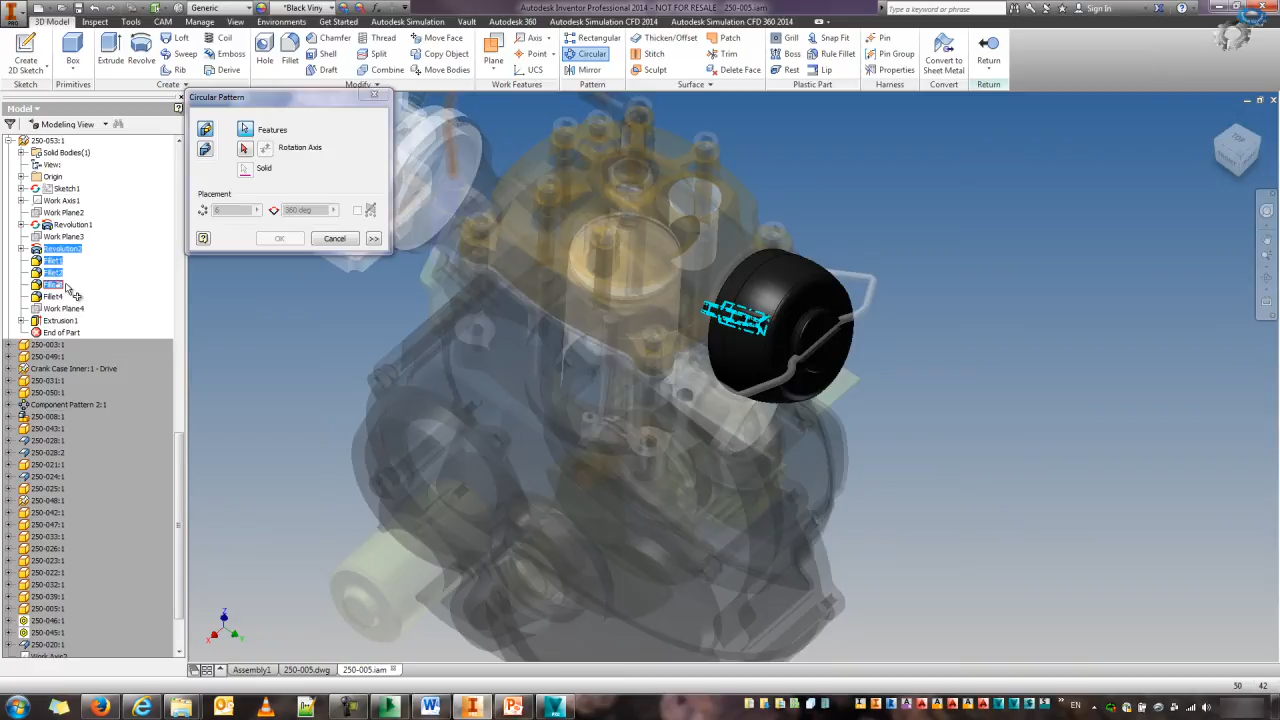 Generic
*Black Viny
Autodesk Inventor Professional 2014 - NOT FOR RESALE 250-005.iam
Type a keyword or phrase
Sign In
PRO
3D Model Inspect Tools CAM Manage View Environments Get Started Autodesk Simulation Vault Autodesk 360 Autodesk Simulation CFD 2014 Autodesk Simulation CFD 360 2014
Loft Coil Chamfer Thread Move Face Axis Rectangular Thicken/Offset Patch Grill Snap Fit Pin
Create 2D Sketch Box Extrude Revolve Sweep Emboss Hole Fillet Shell Split Copy Object Plane Point Circular Stitch Trim Boss Rule Fillet Pin Group Convert to Sheet Metal Return
Rib Derive Draft Combine Move Bodies UCS Mirror Sculpt Delete Face Rest Lip Properties
Sketch Primitives Create Modify Work Features Pattern Surface Plastic Part Harness Convert Return
Model
Modeling View
250-053:1
Solid Bodies(1)
View:
Origin
Sketch1
Work Axis1
Work Plane2
Revolution1
Work Plane3
Revolution2
Fillet1
Fillet2
Fillet4
Work Plane4
Extrusion1
End of Part
250-003:1
250-049:1
Crank Case Inner:1 - Drive
250-031:1
250-050:1
Component Pattern 2:1
250-008:1
250-043:1
250-028:1
250-028:2
250-021:1
250-024:1
250-025:1
250-048:1
250-042:1
250-047:1
250-033:1
250-026:1
250-023:1
250-022:1
250-032:1
250-039:1
250-005:1
250-046:1
250-045:1
250-020:1
Circular Pattern
Features
Rotation Axis
Solid
Placement
6
360 deg
OK
Cancel
>>
TOP
Z
X
Y
Assembly1 250-005.dwg 250-005.iam
50 42
EN